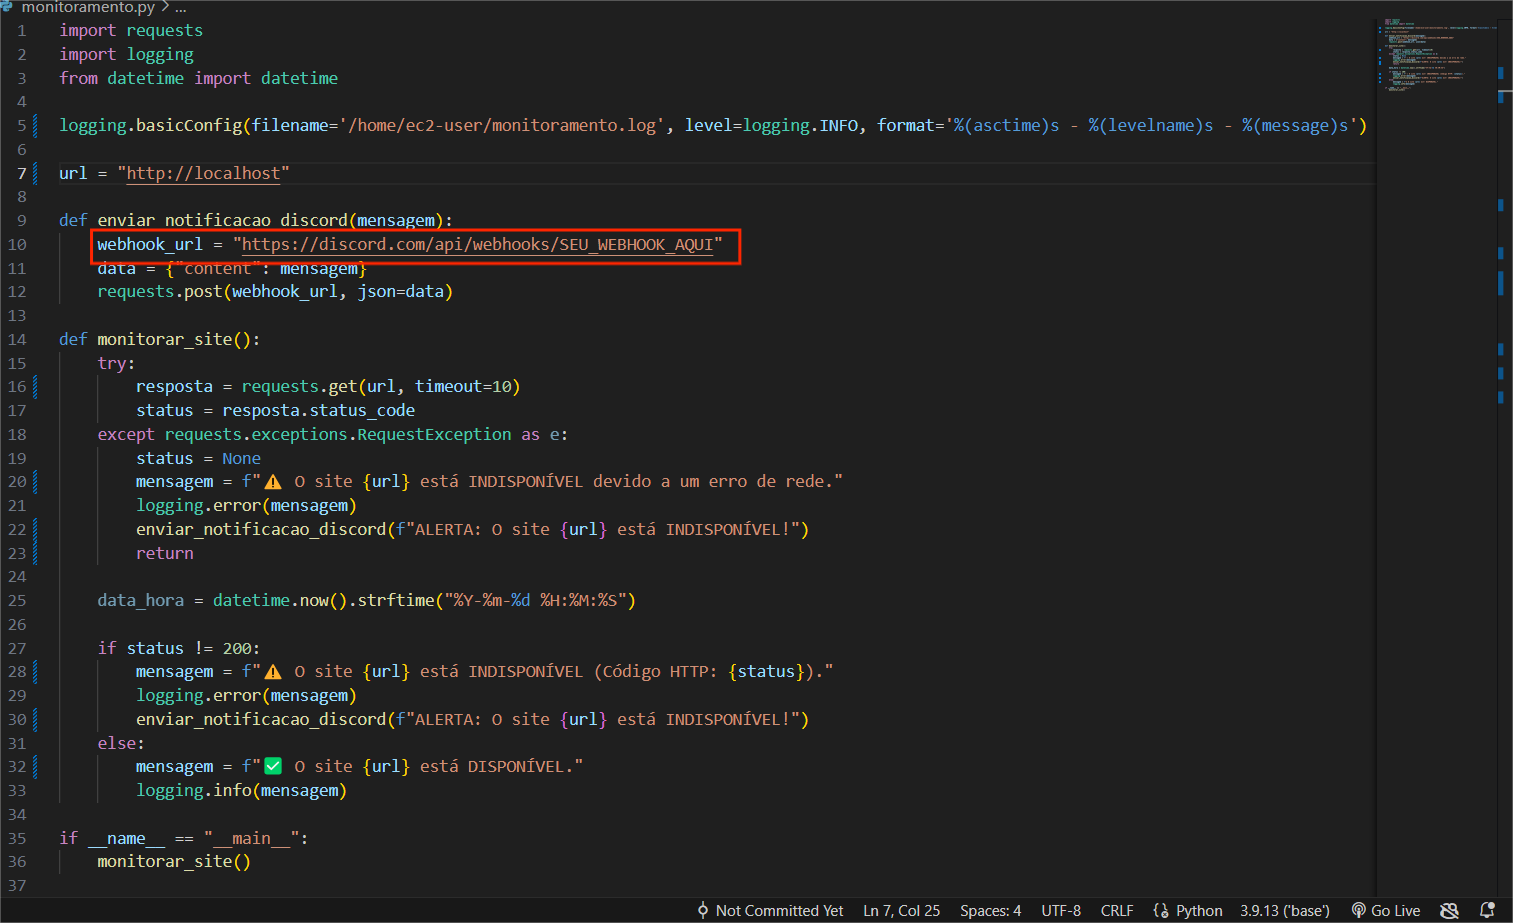 monitoramento.py > ...
1 import requests
2 import logging
3 from datetime import datetime
4
5 logging.basicConfig(filename='/home/ec2-user/monitoramento.log', level=logging.INFO, format='%(asctime)s - %(levelname)s - %(message)s')
6
7 url = "http://localhost"
8
9 def enviar_notificacao_discord(mensagem):
10     webhook_url = "https://discord.com/api/webhooks/SEU_WEBHOOK_AQUI"
11     data = {"content": mensagem}
12     requests.post(webhook_url, json=data)
13
14 def monitorar_site():
15     try:
16         resposta = requests.get(url, timeout=10)
17         status = resposta.status_code
18     except requests.exceptions.RequestException as e:
19         status = None
20         mensagem = f"⚠️ O site {url} está INDISPONÍVEL devido a um erro de rede."
21         logging.error(mensagem)
22         enviar_notificacao_discord(f"ALERTA: O site {url} está INDISPONÍVEL!")
23         return
24
25     data_hora = datetime.now().strftime("%Y-%m-%d %H:%M:%S")
26
27     if status != 200:
28         mensagem = f"⚠️ O site {url} está INDISPONÍVEL (Código HTTP: {status})."
29         logging.error(mensagem)
30         enviar_notificacao_discord(f"ALERTA: O site {url} está INDISPONÍVEL!")
31     else:
32         mensagem = f"✅ O site {url} está DISPONÍVEL."
33         logging.info(mensagem)
34
35 if __name__ == "__main__":
36     monitorar_site()
37
Not Committed Yet Ln 7, Col 25 Spaces: 4 UTF-8 CRLF Python 3.9.13 ('base') Go Live